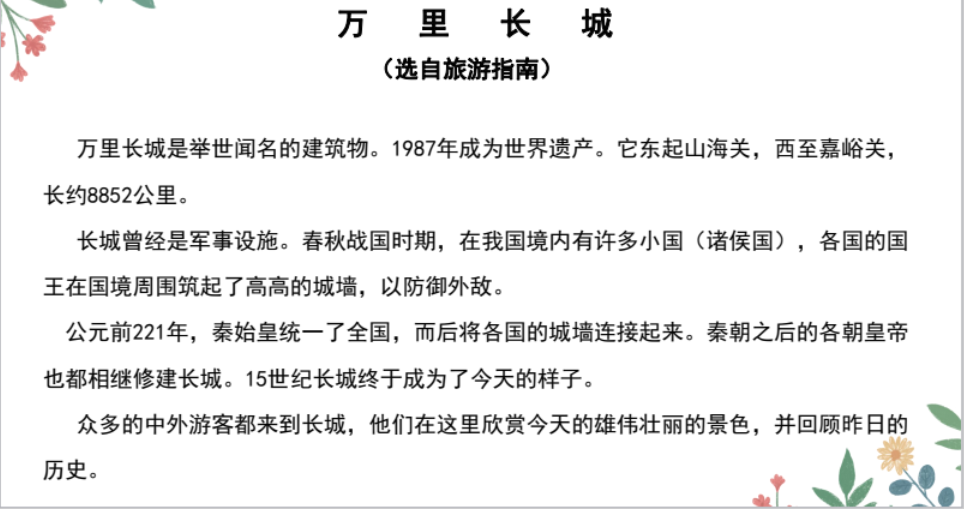 万 里 长 城
（选自旅游指南）
万里长城是举世闻名的建筑物。1987年成为世界遗产。它东起山海关，西至嘉峪关，
长约8852公里。
长城曾经是军事设施。春秋战国时期，在我国境内有许多小国（诸侯国），各国的国
王在国境周围筑起了高高的城墙，以防御外敌。
公元前221年，秦始皇统一了全国，而后将各国的城墙连接起来。秦朝之后的各朝皇帝
也都相继修建长城。15世纪长城终于成为了今天的样子。
众多的中外游客都来到长城，他们在这里欣赏今天的雄伟壮丽的景色，并回顾昨日的
历史。